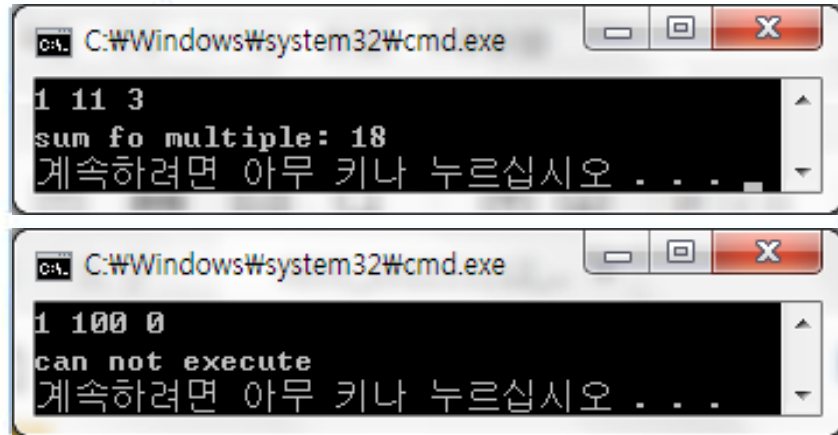 C:\Windows\system32\cmd.exe
1 11 3
sum fo multiple: 18
계속하려면 아무 키나 누르십시오 . . .
C:\Windows\system32\cmd.exe
1 100 0
can not execute
계속하려면 아무 키나 누르십시오 . . .